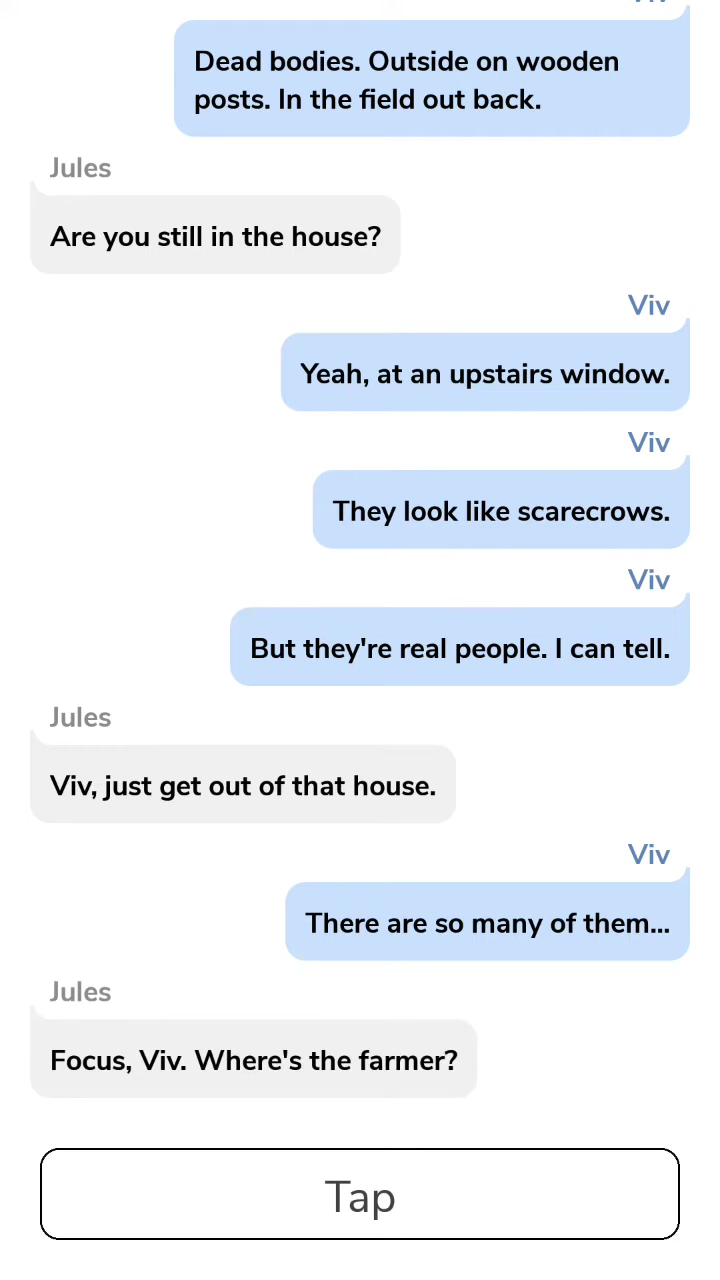 Viv
Dead bodies. Outside on wooden
posts. In the field out back.
Jules
Are you still in the house?
Viv
Yeah, at an upstairs window.
Viv
They look like scarecrows.
Viv
But they're real people. I can tell.
Jules
Viv, just get out of that house.
Viv
There are so many of them...
Jules
Focus, Viv. Where's the farmer?
Tap